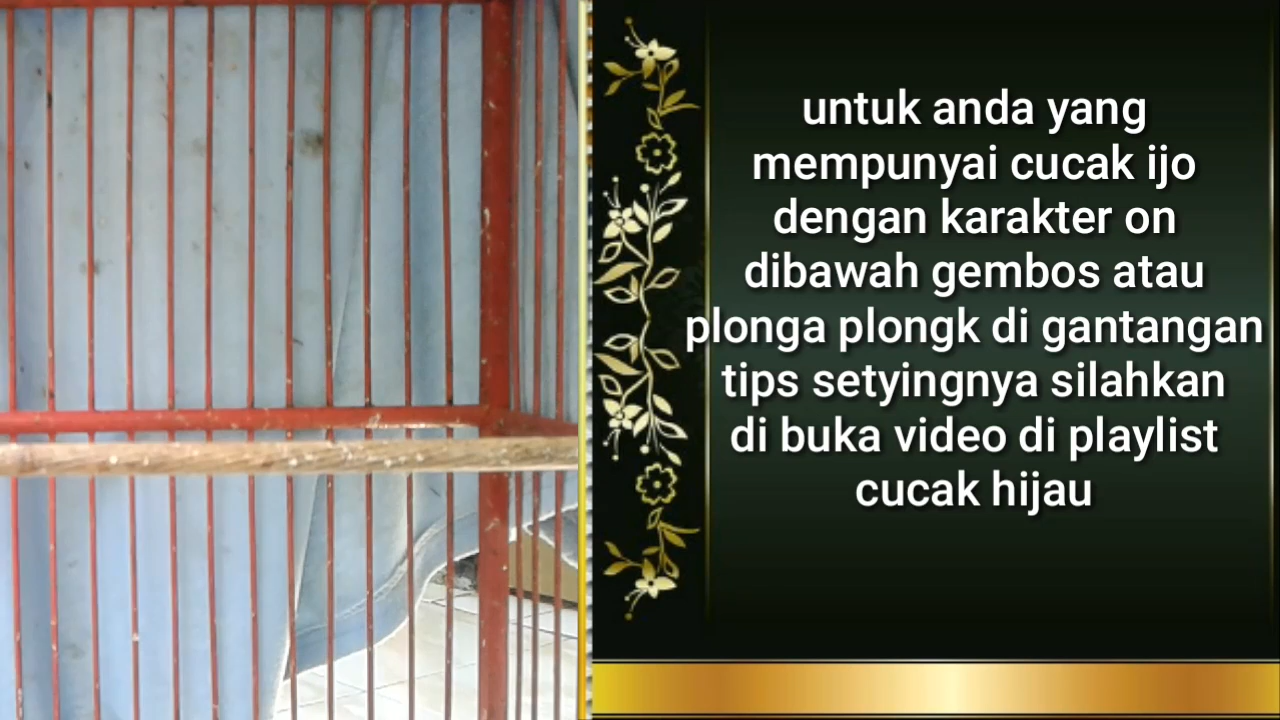 untuk anda yang
mempunyai cucak ijo
dengan karakter on
dibawah gembos atau
plonga plongk di gantangan
tips setyingnya silahkan
di buka video di playlist
cucak hijau